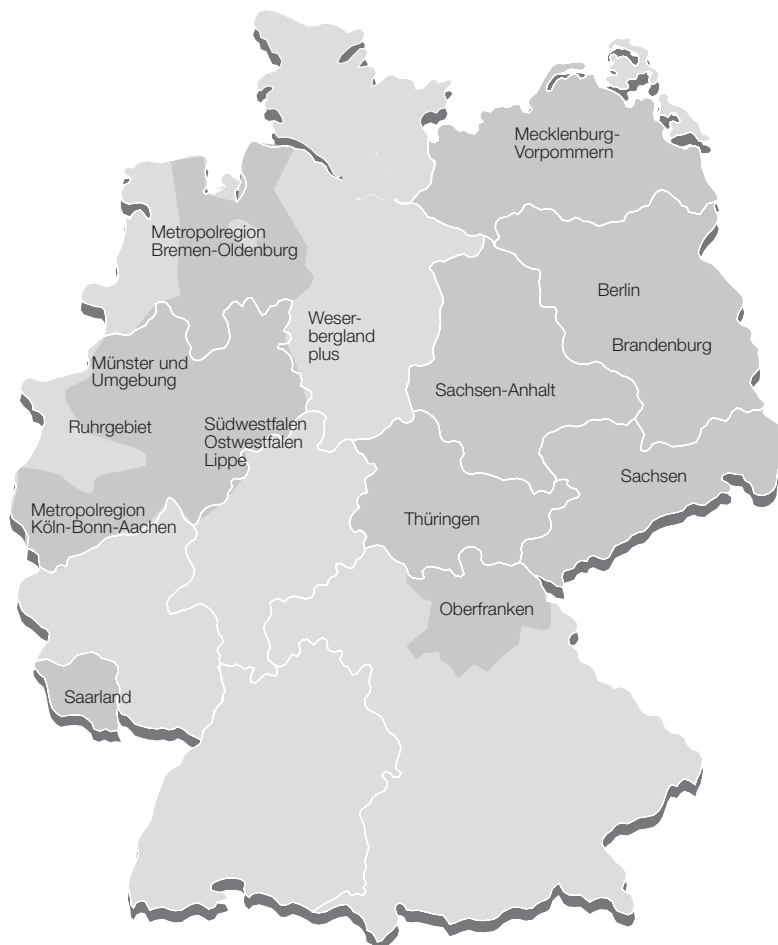 Mecklenburg-
Vorpommern
Metropolregion
Bremen-Oldenburg
Berlin
Weser-
bergland
plus
Brandenburg
Münster und
Umgebung
Sachsen-Anhalt
Ruhrgebiet
Südwestfalen
Ostwestfalen
Lippe
Sachsen
Metropolregion
Köln-Bonn-Aachen
Thüringen
Oberfranken
Saarland